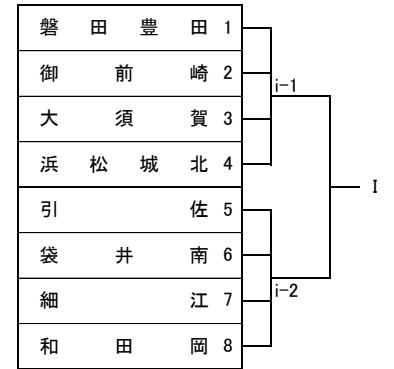 磐田豊田 1
御前崎 2
i-1
大須賀 3
浜松城北 4
I
引佐 5
袋井南 6
i-2
細江 7
和田岡 8